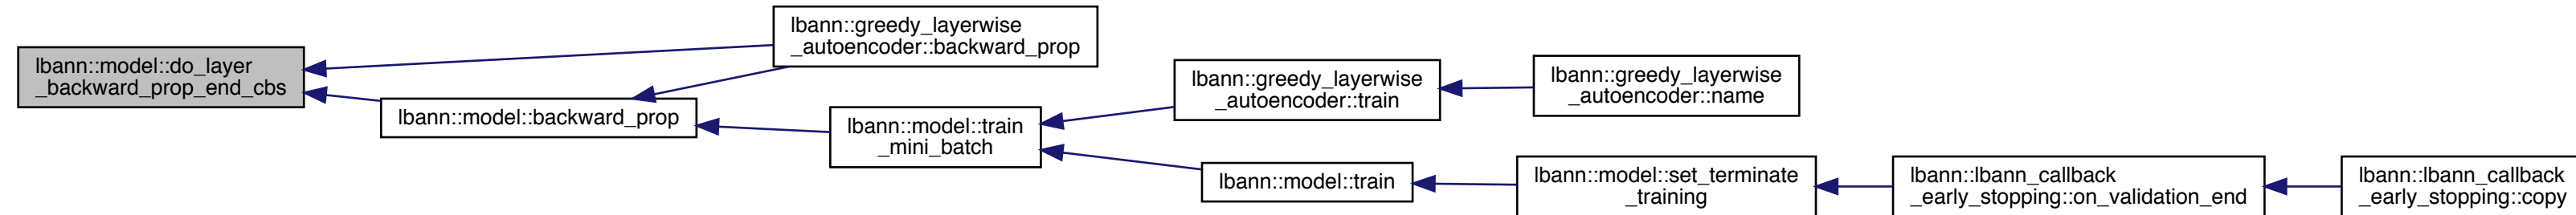 lbann::model::do_layer
_backward_prop_end_cbs
lbann::greedy_layerwise
_autoencoder::backward_prop
lbann::model::backward_prop
lbann::model::train
_mini_batch
lbann::greedy_layerwise
_autoencoder::train
lbann::greedy_layerwise
_autoencoder::name
lbann::model::train
lbann::model::set_terminate
_training
lbann::lbann_callback
_early_stopping::on_validation_end
lbann::lbann_callback
_early_stopping::copy